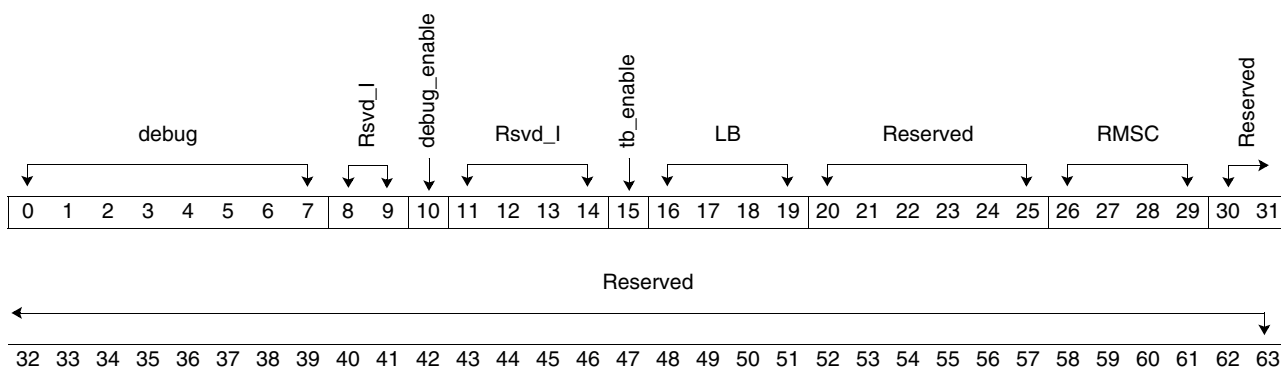 debug Rsvd_I debug_enable Rsvd_I tb_enable LB Reserved RMSC Reserved
0 1 2 3 4 5 6 7 8 9 10 11 12 13 14 15 16 17 18 19 20 21 22 23 24 25 26 27 28 29 30 31
Reserved
32 33 34 35 36 37 38 39 40 41 42 43 44 45 46 47 48 49 50 51 52 53 54 55 56 57 58 59 60 61 62 63